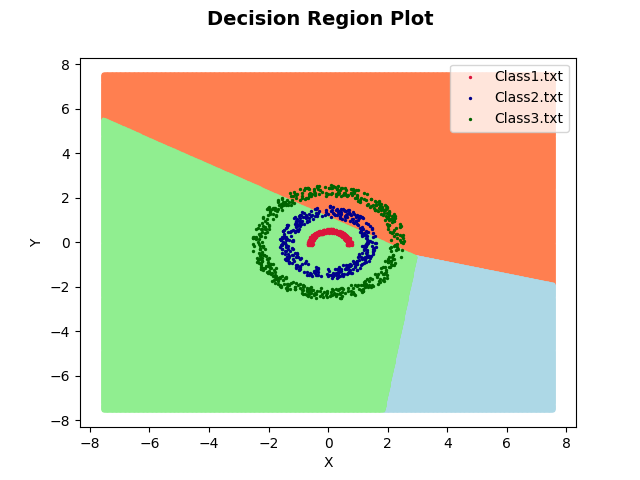 Decision Region Plot
Class1.txt
Class2.txt
Class3.txt
8
6
4
2
0
−2
−4
−6
−8
Y
−8 −6 −4 −2 0 2 4 6 8
X